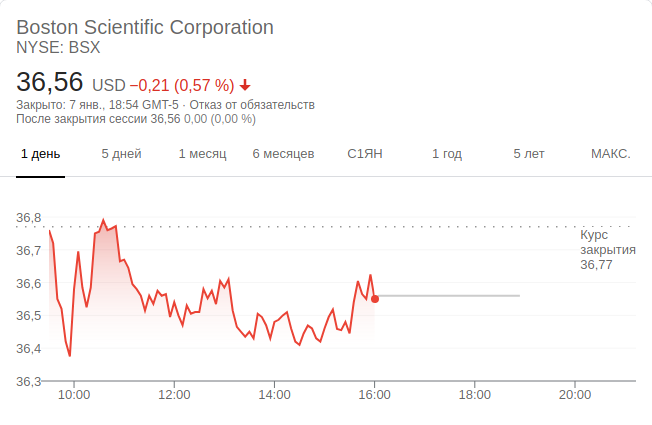 Boston Scientific Corporation
NYSE: BSX
36,56 USD −0,21 (0,57 %)
Закрыто: 7 янв., 18:54 GMT-5 · Отказ от обязательств
После закрытия сессии 36,56 0,00 (0,00 %)
1 день 5 дней 1 месяц 6 месяцев С1ЯН 1 год 5 лет МАКС.
36,8
Курс
закрытия
36,77
36,7
36,6
36,5
36,4
36,3
10:00 12:00 14:00 16:00 18:00 20:00